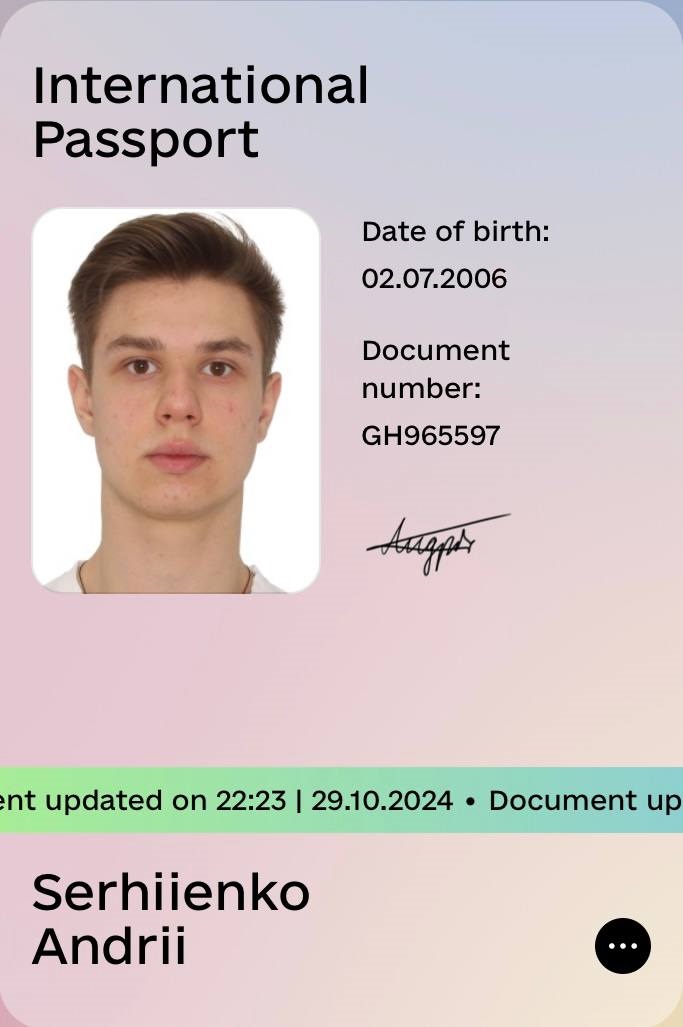 International
Passport
Date of birth:
02.07.2006
Document
number:
GH965597
ent updated on 22:23 | 29.10.2024 • Document up
Serhiienko
Andrii